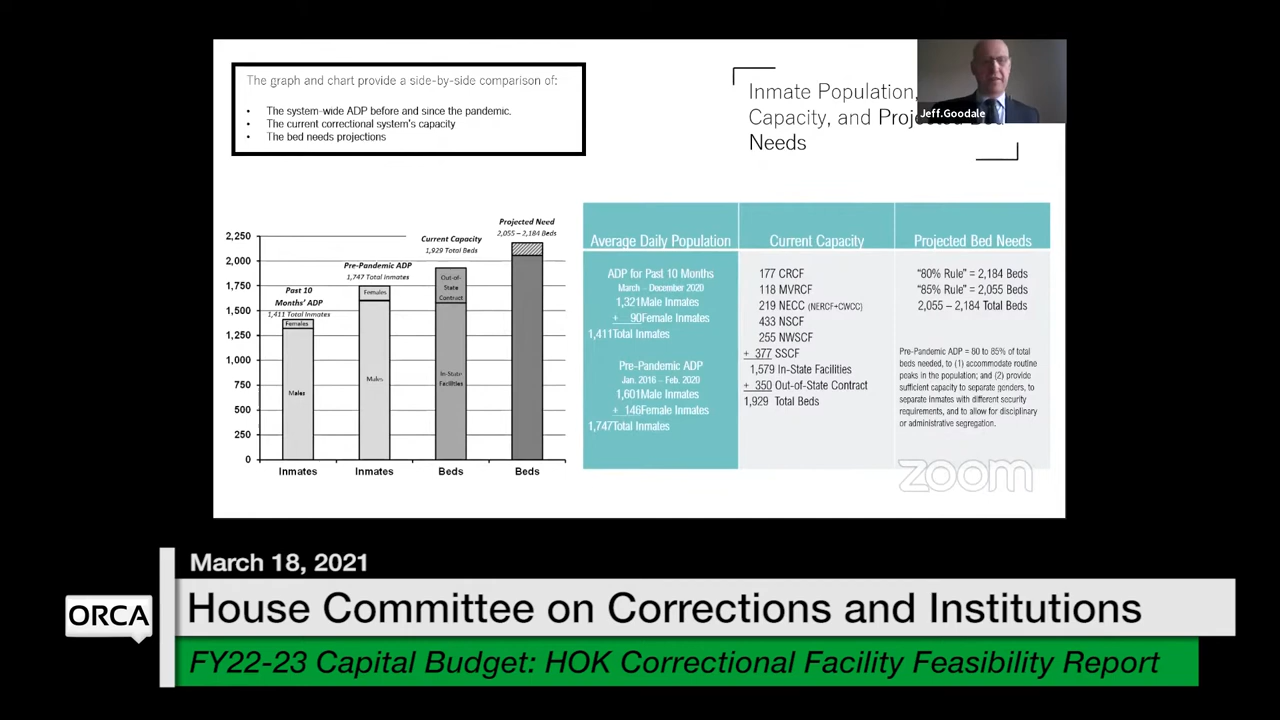 The graph and chart provide a side-by-side comparison of:
• The system-wide ADP before and since the pandemic.
• The current correctional system's capacity
• The bed needs projections
Inmate Population,
Capacity, and Projected Bed
Needs
Jeff.Goodale
2,250
2,000
1,750
1,500
1,250
1,000
750
500
250
0
Past 10
Months' ADP
1,411 Total Inmates
Females
Males
Inmates
Pre-Pandemic ADP
1,747 Total Inmates
Females
Males
Inmates
Current Capacity
1,929 Total Beds
Out-of-
State
Contract
In-State
Facilities
Beds
Projected Need
2,055 – 2,184 Beds
Beds
Average Daily Population
ADP for Past 10 Months
March – December 2020
1,321Male Inmates
+ 90Female Inmates
1,411Total Inmates
Pre-Pandemic ADP
Jan. 2016 – Feb. 2020
1,601Male Inmates
+ 146Female Inmates
1,747Total Inmates
Current Capacity
177 CRCF
118 MVRCF
219 NECC (NERCF+CWCC)
433 NSCF
255 NWSCF
+ 377 SSCF
1,579 In-State Facilities
+ 350 Out-of-State Contract
1,929 Total Beds
Projected Bed Needs
"80% Rule" = 2,184 Beds
"85% Rule" = 2,055 Beds
2,055 – 2,184 Total Beds
Pre-Pandemic ADP = 80 to 85% of total
beds needed, to (1) accommodate routine
peaks in the population; and (2) provide
sufficient capacity to separate genders, to
separate inmates with different security
requirements, and to allow for disciplinary
or administrative segregation.
zoom
March 18, 2021
ORCA
House Committee on Corrections and Institutions
FY22-23 Capital Budget: HOK Correctional Facility Feasibility Report